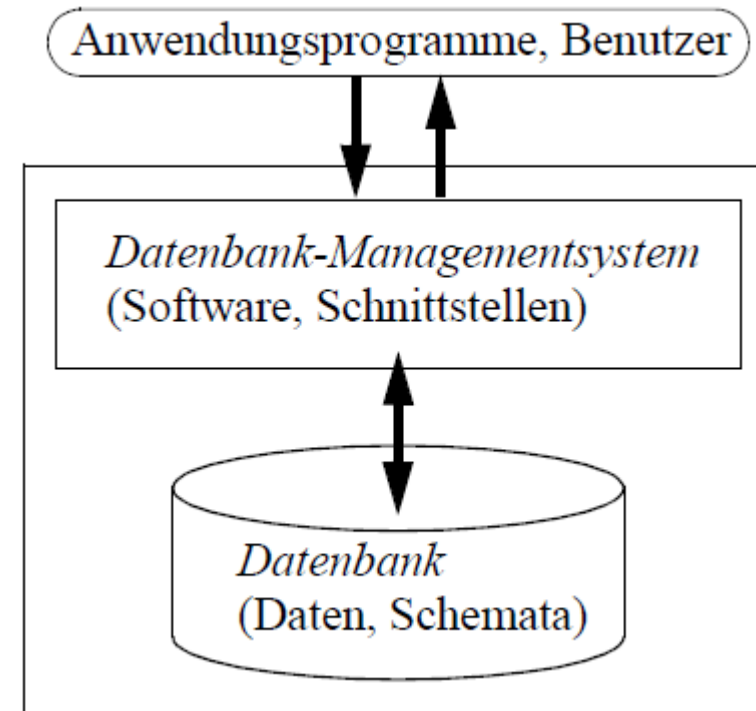 Anwendungsprogramme, Benutzer
Datenbank-Managementsystem
(Software, Schnittstellen)
Datenbank
(Daten, Schemata)